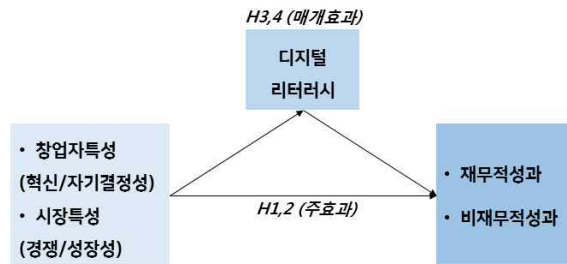 H3,4 (매개효과)
디지털
리터러시
• 창업자특성
(혁신/자기결정성)
• 시장특성
(경쟁/성장성)
H1,2 (주효과)
• 재무적성과
• 비재무적성과